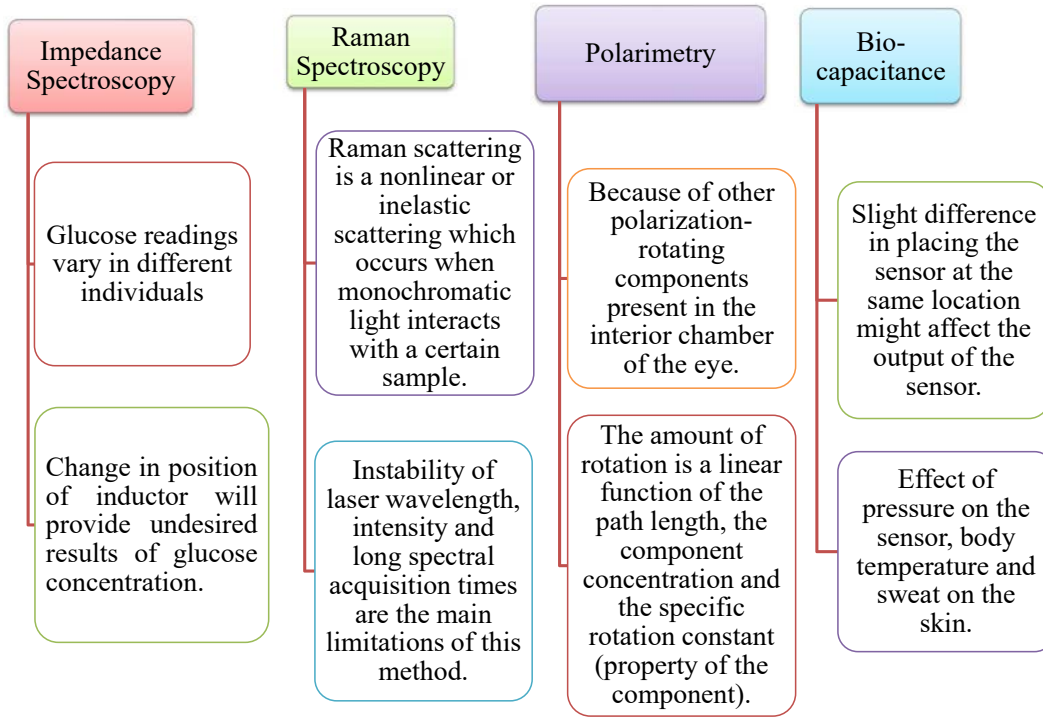 Impedance
Spectroscopy
Glucose readings
vary in different
individuals
Change in position
of inductor will
provide undesired
results of glucose
concentration.
Raman
Spectroscopy
Raman scattering
is a nonlinear or
inelastic
scattering which
occurs when
monochromatic
light interacts
with a certain
sample.
Instability of
laser wavelength,
intensity and
long spectral
acquisition times
are the main
limitations of this
method.
Polarimetry
Because of other
polarization-
rotating
components
present in the
interior chamber
of the eye.
The amount of
rotation is a linear
function of the
path length, the
component
concentration and
the specific
rotation constant
(property of the
component).
Bio-
capacitance
Slight difference
in placing the
sensor at the
same location
might affect the
output of the
sensor.
Effect of
pressure on the
sensor, body
temperature and
sweat on the
skin.